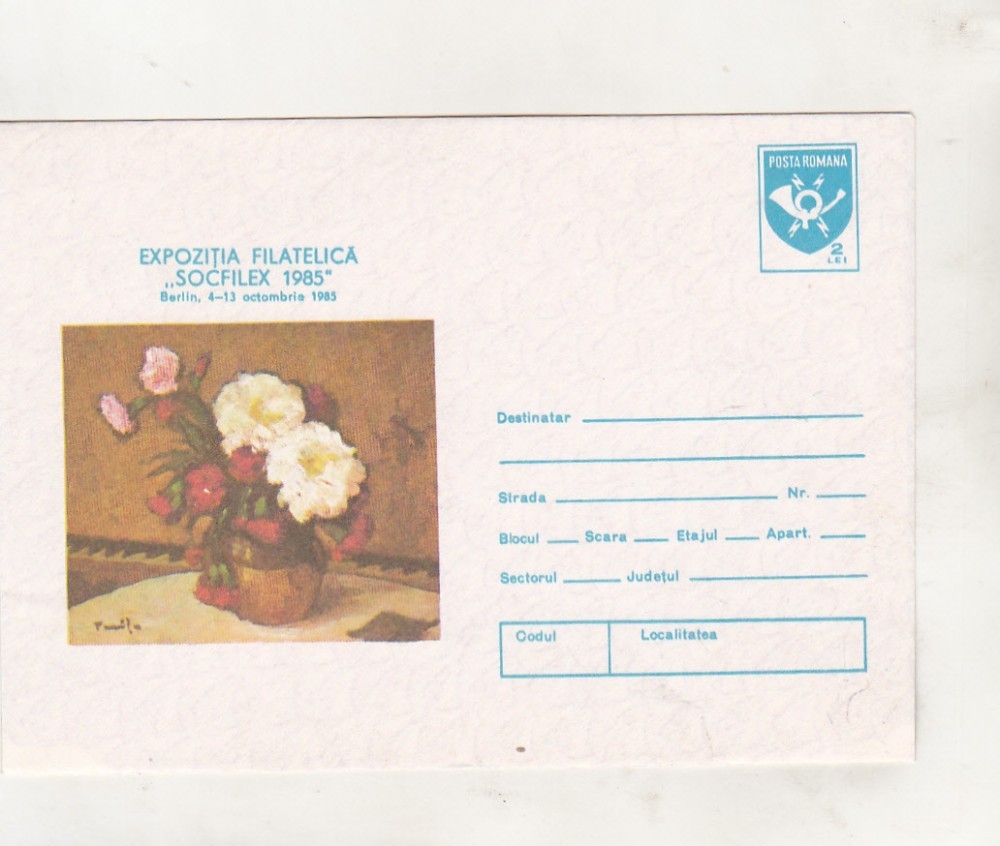 POSTA ROMANA
2
LEI
EXPOZIȚIA FILATELICĂ
,,SOCFILEX 1985"
Berlin, 4-13 octombrie 1985
Destinatar
Strada Nr.
Blocul Scara Etajul Apart.
Sectorul Județul
Codul Localitatea